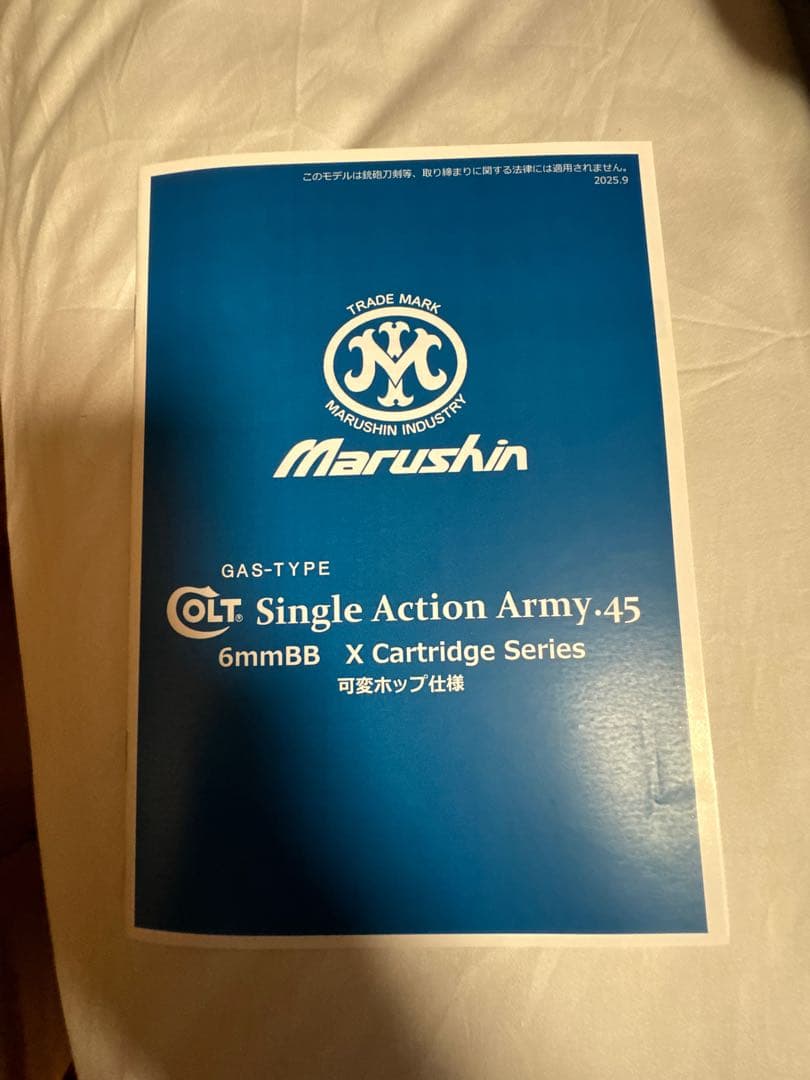 このモデルは銃砲刀剣等、取り締まりに関する法律には適用されません。
2025.9
TRADE MARK
M
MARUSHIN INDUSTRY
Marushin
GAS-TYPE
COLT® Single Action Army.45
6mmBB X Cartridge Series
可変ホップ仕様